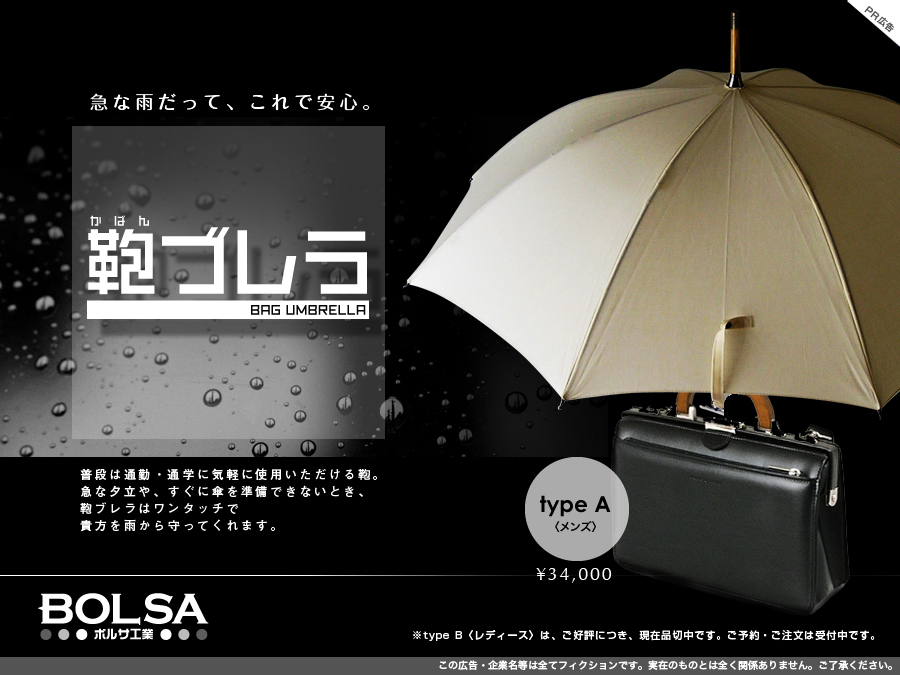 PR広告
急な雨だって、これで安心。
かばん
鞄ブレラ
BAG UMBRELLA
普段は通勤・通学に気軽に使用いただける鞄。
急な夕立や、すぐに傘を準備できないとき、
鞄ブレラはワンタッチで
貴方を雨から守ってくれます。
type A
〈メンズ〉
¥34,000
BOLSA
ボルサ工業
※type B〈レディース〉は、ご好評につき、現在品切中です。ご予約・ご注文は受付中です。
この広告・企業名等は全てフィクションです。実在のものとは全く関係ありません。ご了承ください。